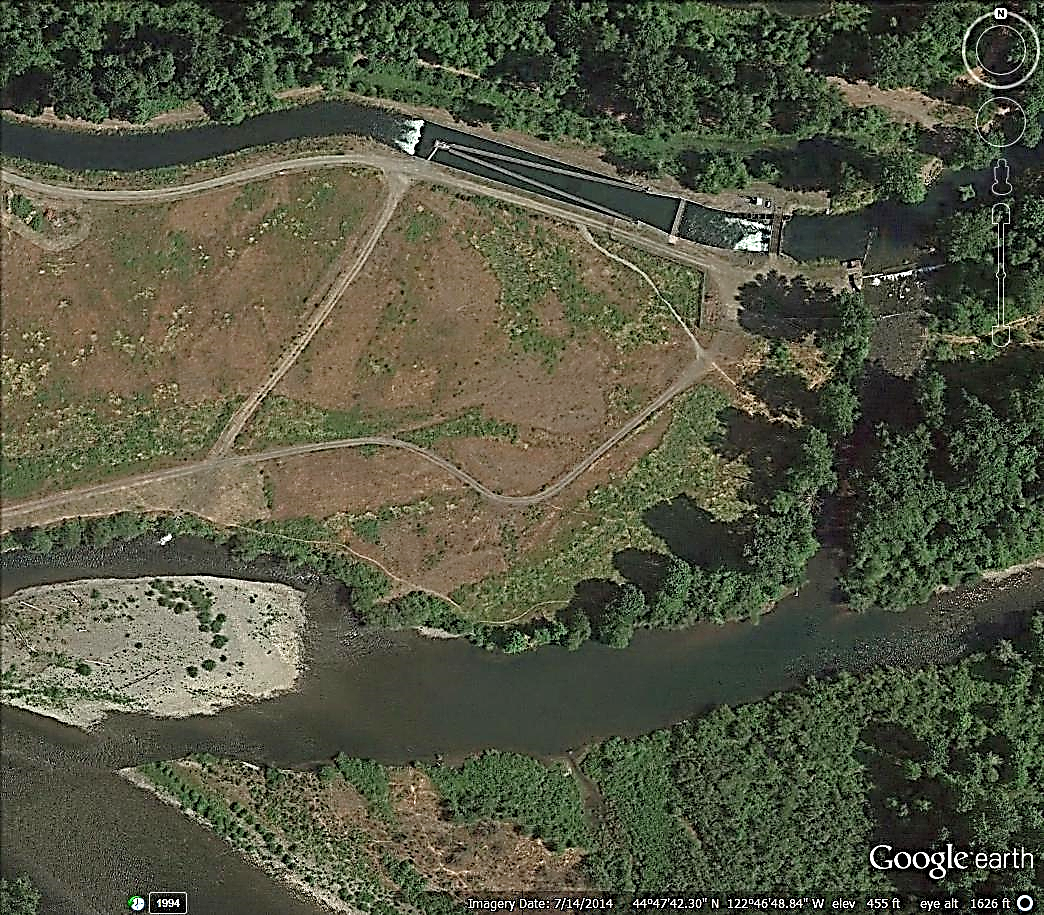 N
Google earth
1994
Imagery Date: 7/14/2014 44°47'42.30" N 122°46'48.84" W elev 455 ft eye alt 1626 ft